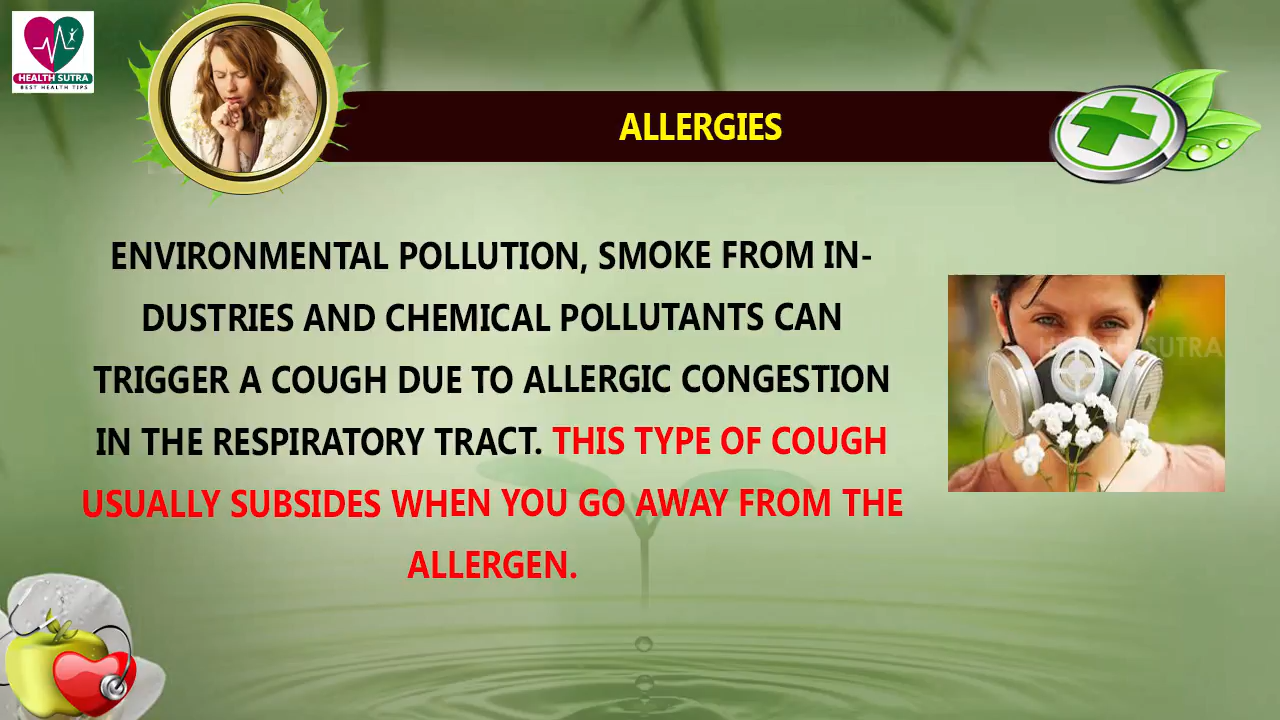 HEALTH SUTRA
BEST HEALTH TIPS
ALLERGIES
ENVIRONMENTAL POLLUTION, SMOKE FROM IN-
DUSTRIES AND CHEMICAL POLLUTANTS CAN
TRIGGER A COUGH DUE TO ALLERGIC CONGESTION
IN THE RESPIRATORY TRACT. THIS TYPE OF COUGH
USUALLY SUBSIDES WHEN YOU GO AWAY FROM THE
ALLERGEN.
HEALTH SUTRA